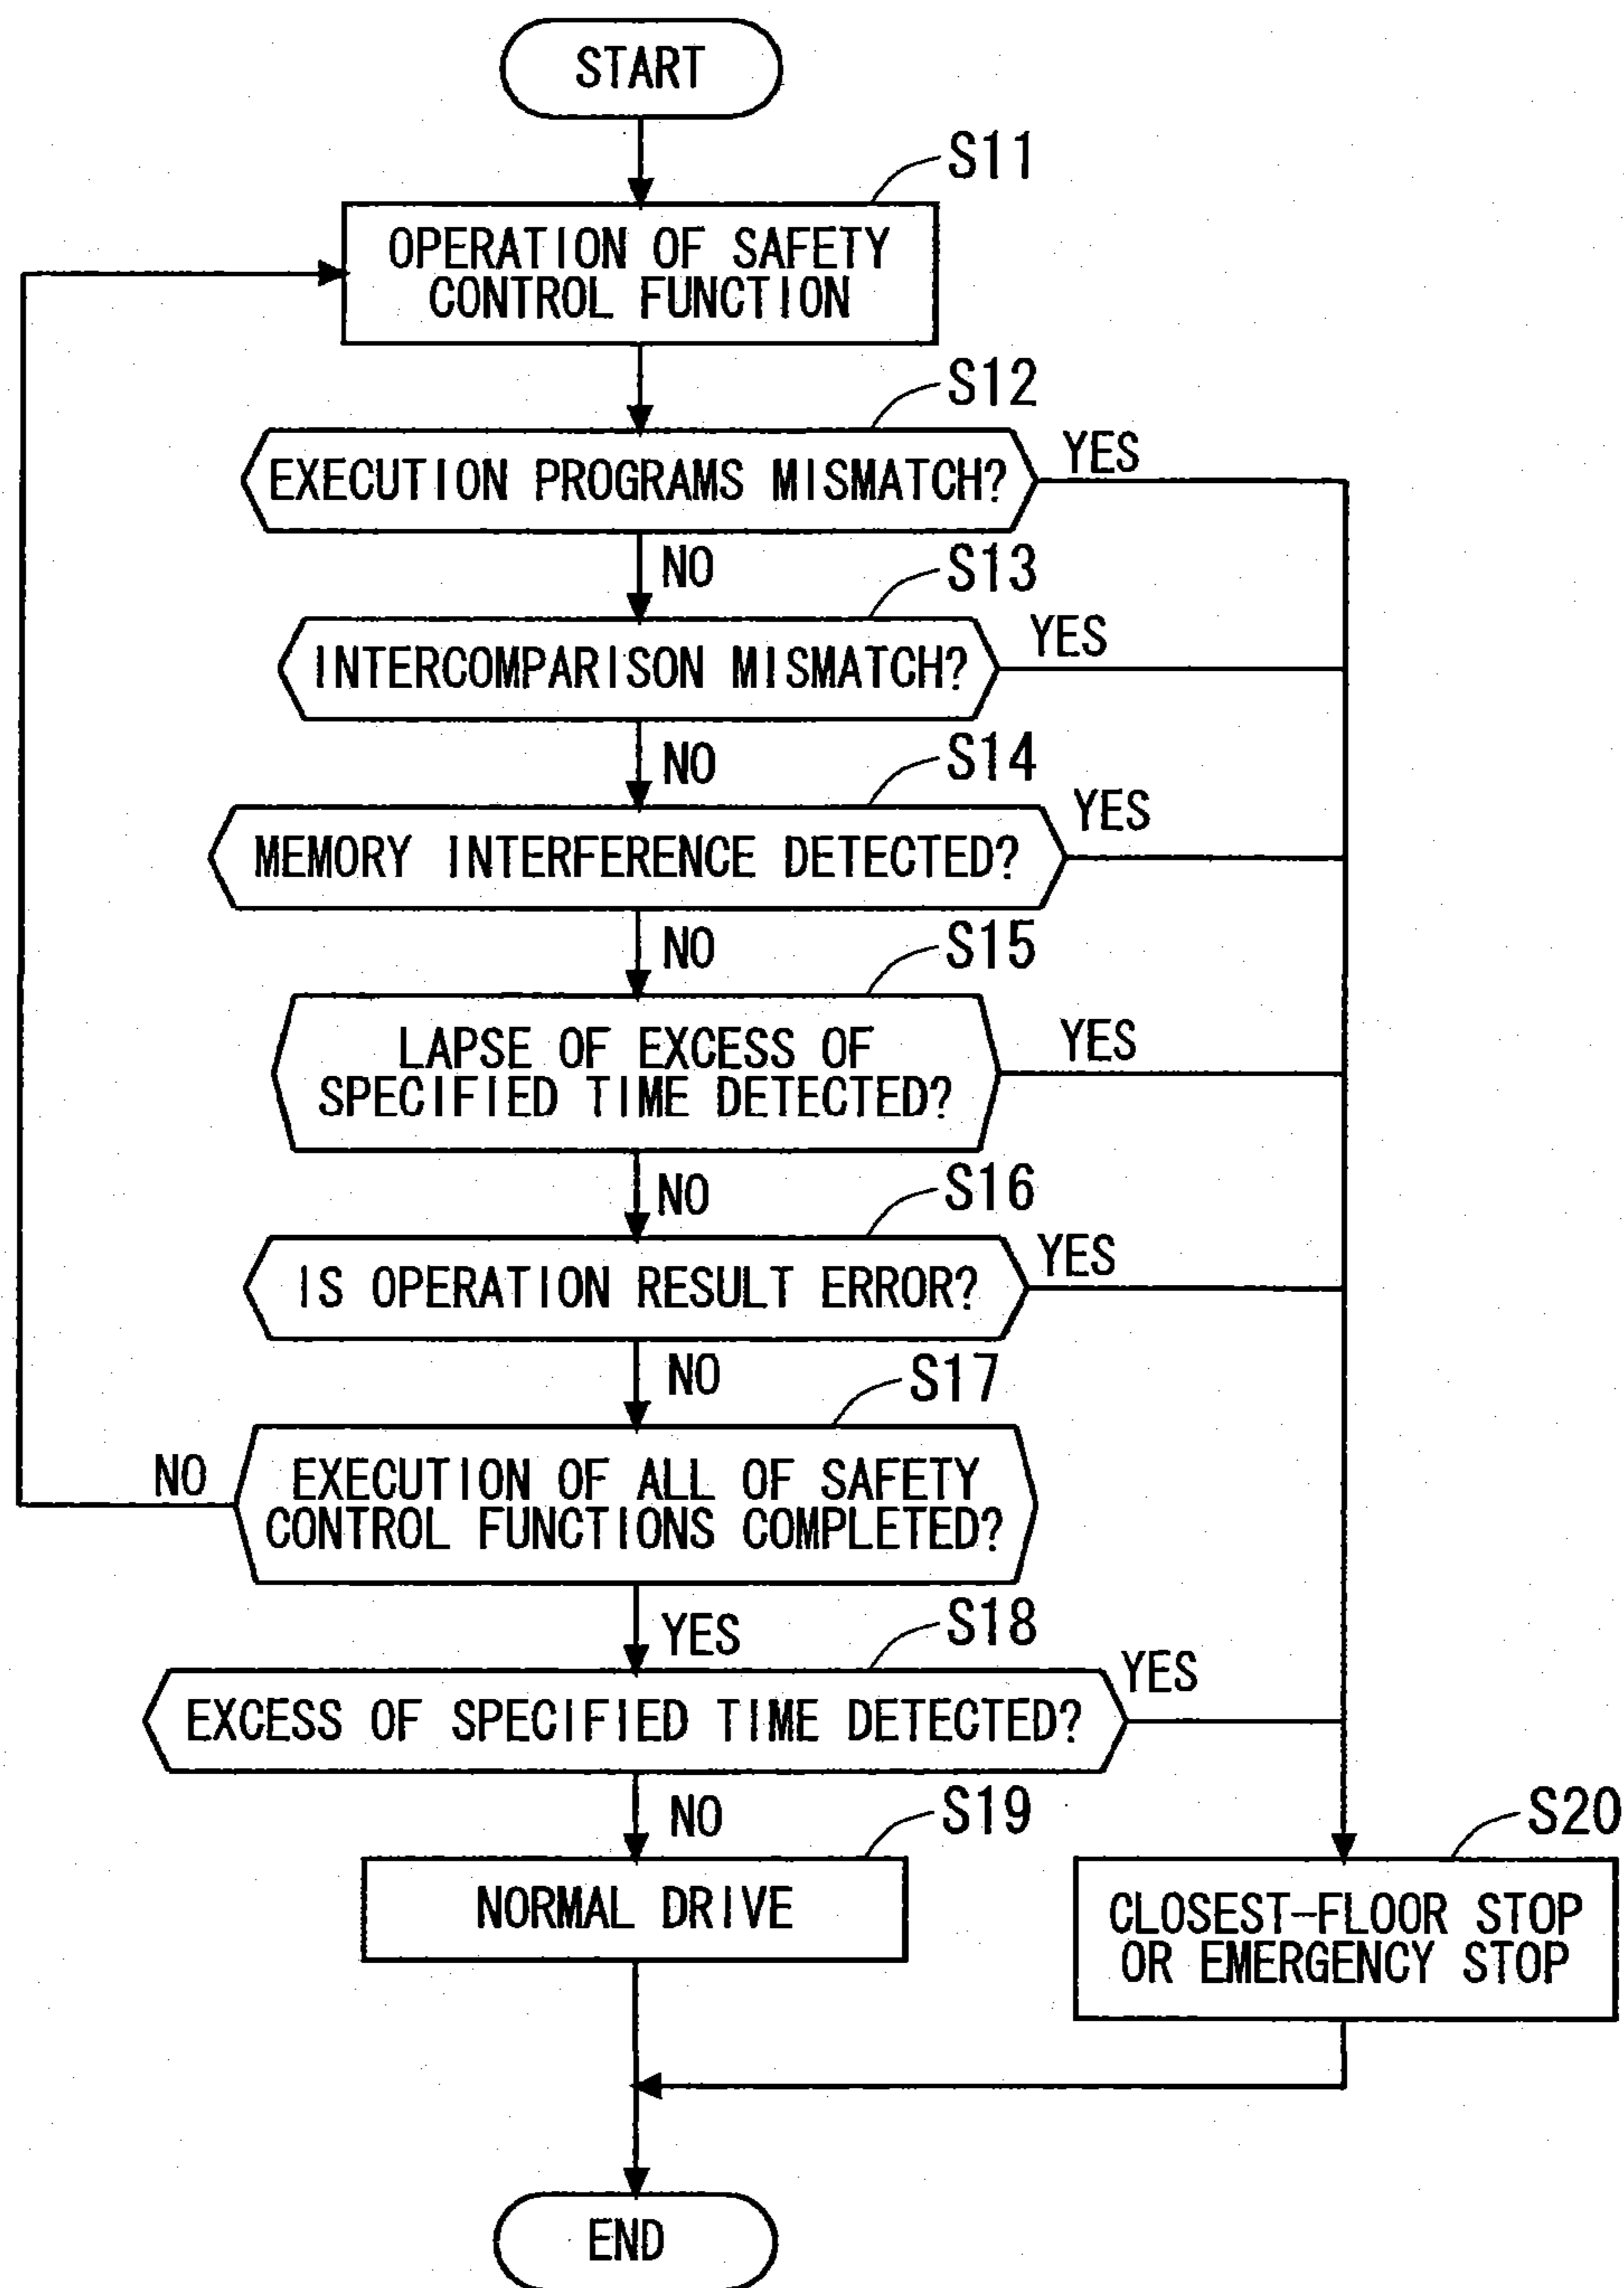 START
S11
OPERATION OF SAFETY
CONTROL FUNCTION
S12
EXECUTION PROGRAMS MISMATCH?
YES
NO
S13
INTERCOMPARISON MISMATCH?
YES
NO
S14
MEMORY INTERFERENCE DETECTED?
YES
NO
S15
LAPSE OF EXCESS OF
SPECIFIED TIME DETECTED?
YES
NO
S16
IS OPERATION RESULT ERROR?
YES
NO
S17
NO
EXECUTION OF ALL OF SAFETY
CONTROL FUNCTIONS COMPLETED?
YES
S18
EXCESS OF SPECIFIED TIME DETECTED?
YES
NO
S19
NORMAL DRIVE
S20
CLOSEST-FLOOR STOP
OR EMERGENCY STOP
END